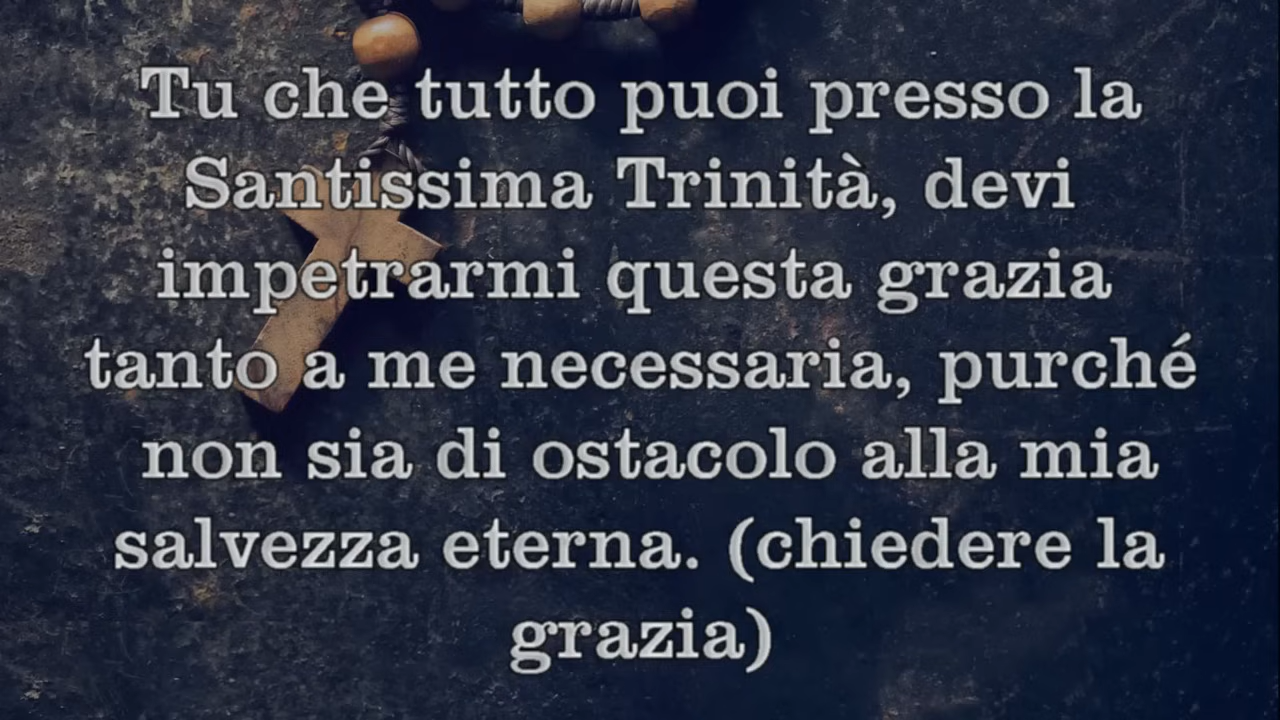 Tu che tutto puoi presso la
Santissima Trinità, devi
impetrarmi questa grazia
tanto a me necessaria, purché
non sia di ostacolo alla mia
salvezza eterna. (chiedere la
grazia)